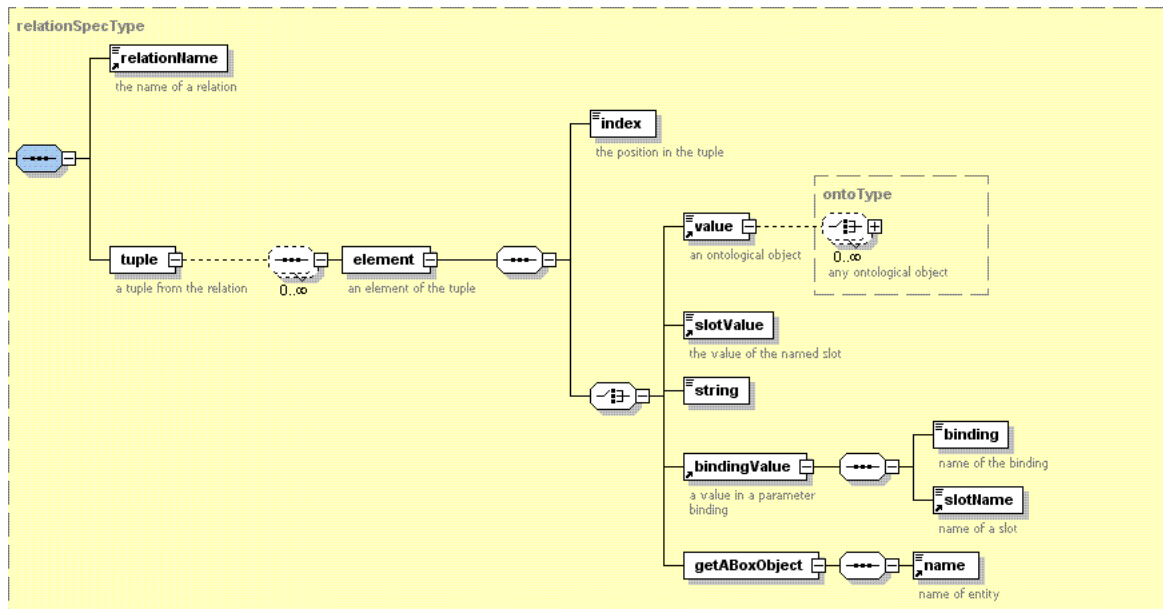 relationSpecType
relationName
the name of a relation
index
the position in the tuple
ontoType
value
an ontological object
0..∞
any ontological object
tuple
a tuple from the relation
0..∞
element
an element of the tuple
slotValue
the value of the named slot
string
bindingValue
a value in a parameter
binding
binding
name of the binding
slotName
name of a slot
getABoxObject
name
name of entity